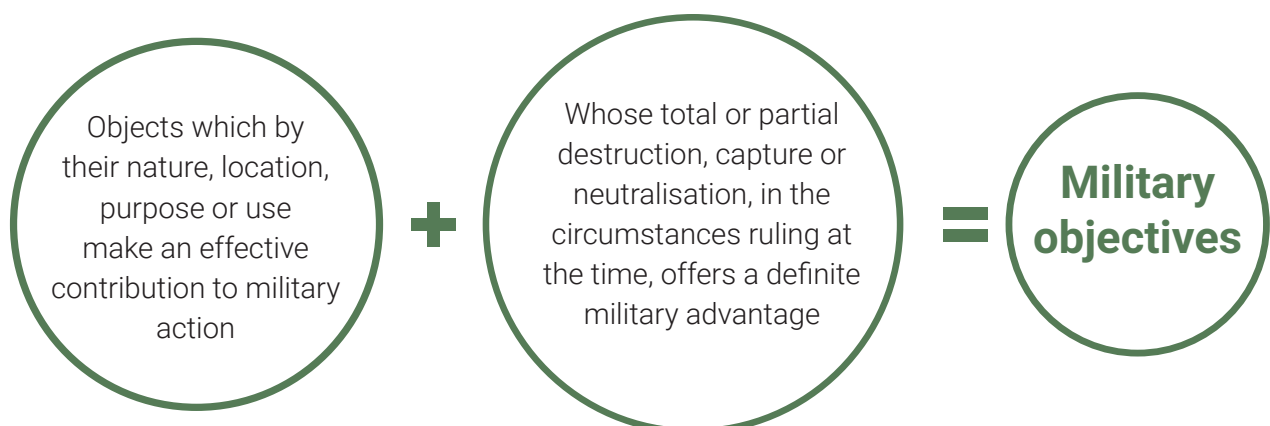 Objects which by
their nature, location,
purpose or use
make an effective
contribution to military
action
+
Whose total or partial
destruction, capture or
neutralisation, in the
circumstances ruling at
the time, offers a definite
military advantage
=
Military
objectives